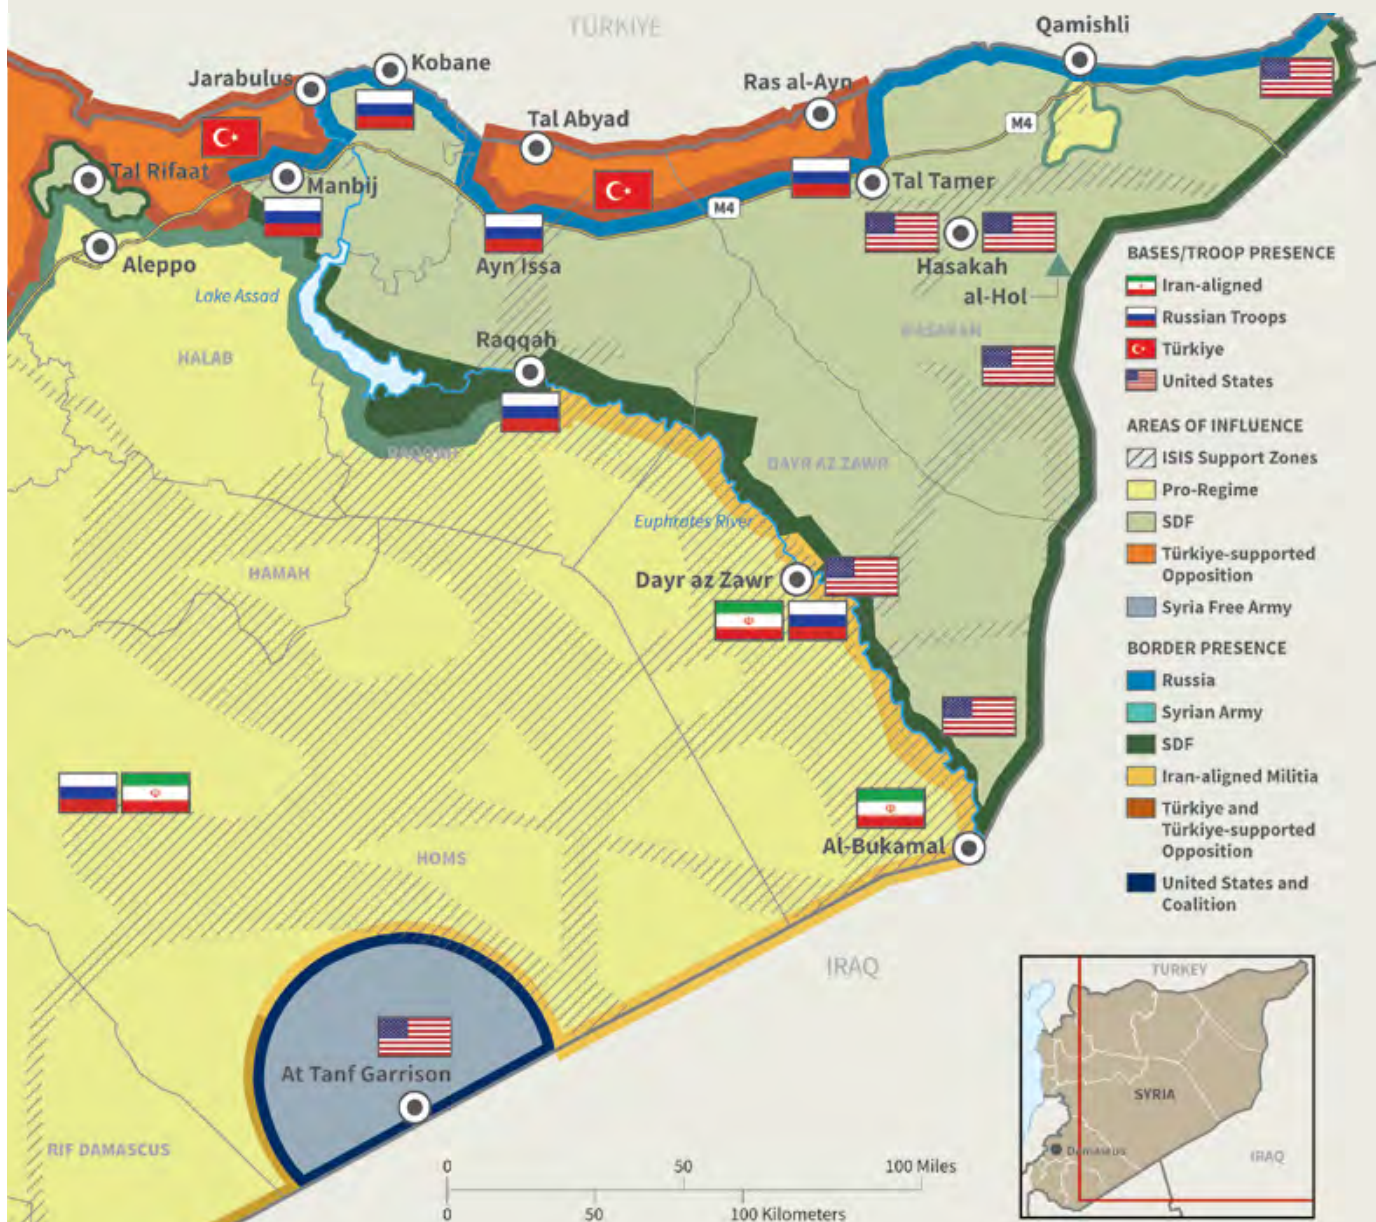 TÜRKIYE
Qamishli
Kobane
Jarabulus
Ras al-Ayn
Tal Abyad
M4
Tal Rifaat
Manbij
Tal Tamer
M4
Aleppo
Ayn Issa
Hasakah
al-Hol
Lake Assad
HASAKAH
Raqqah
HALAB
RAQQAH
DAYR AZ ZAWR
Euphrates River
HAMAH
Dayr az Zawr
Al-Bukamal
HOMS
IRAQ
At Tanf Garrison
RIF DAMASCUS
0 50 100 Miles
0 50 100 Kilometers
BASES/TROOP PRESENCE
Iran-aligned
Russian Troops
Türkiye
United States
AREAS OF INFLUENCE
ISIS Support Zones
Pro-Regime
SDF
Türkiye-supported
Opposition
Syria Free Army
BORDER PRESENCE
Russia
Syrian Army
SDF
Iran-aligned Militia
Türkiye and
Türkiye-supported
Opposition
United States and
Coalition
TURKEY
SYRIA
Damascus
IRAQ